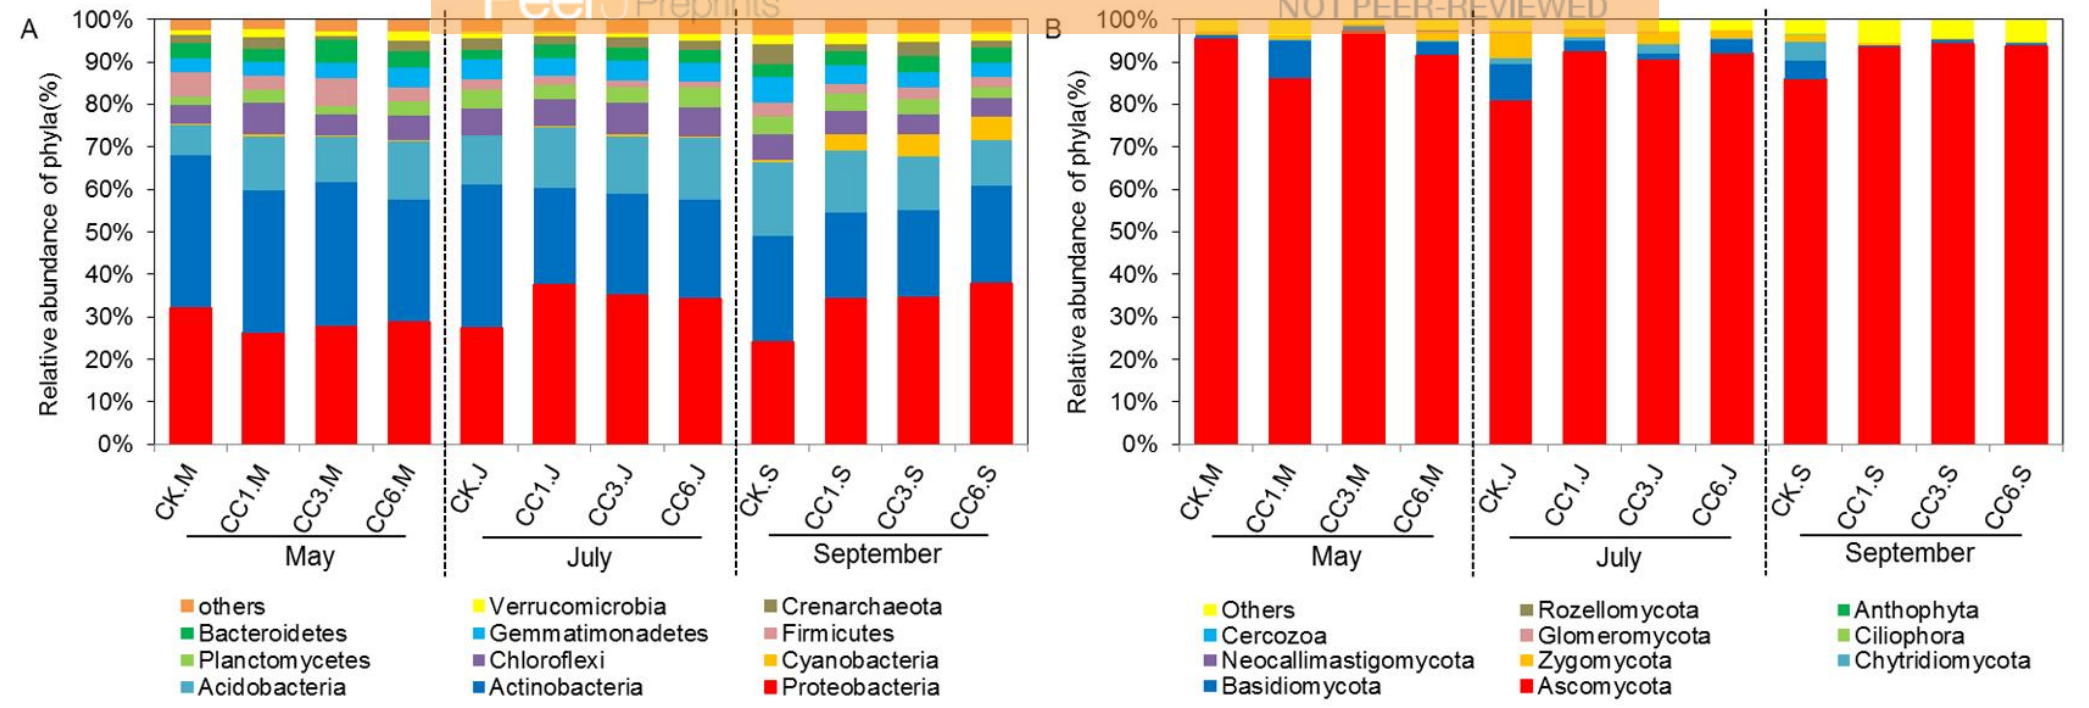 PeerJ Preprints
NOT PEER-REVIEWED
A
Relative abundance of phyla(%)
100%
90%
80%
70%
60%
50%
40%
30%
20%
10%
0%
CK.M
CC1.M
CC3.M
CC6.M
CK.J
CC1.J
CC3.J
CC6.J
CK.S
CC1.S
CC3.S
CC6.S
May
July
September
others
Verrucomicrobia
Crenarchaeota
Bacteroidetes
Gemmatimonadetes
Firmicutes
Planctomycetes
Chloroflexi
Cyanobacteria
Acidobacteria
Actinobacteria
Proteobacteria
B
Relative abundance of phyla(%)
100%
90%
80%
70%
60%
50%
40%
30%
20%
10%
0%
CK.M
CC1.M
CC3.M
CC6.M
CK.J
CC1.J
CC3.J
CC6.J
CK.S
CC1.S
CC3.S
CC6.S
May
July
September
Others
Rozellomycota
Anthophyta
Cercozoa
Glomeromycota
Ciliophora
Neocallimastigomycota
Zygomycota
Chytridiomycota
Basidiomycota
Ascomycota